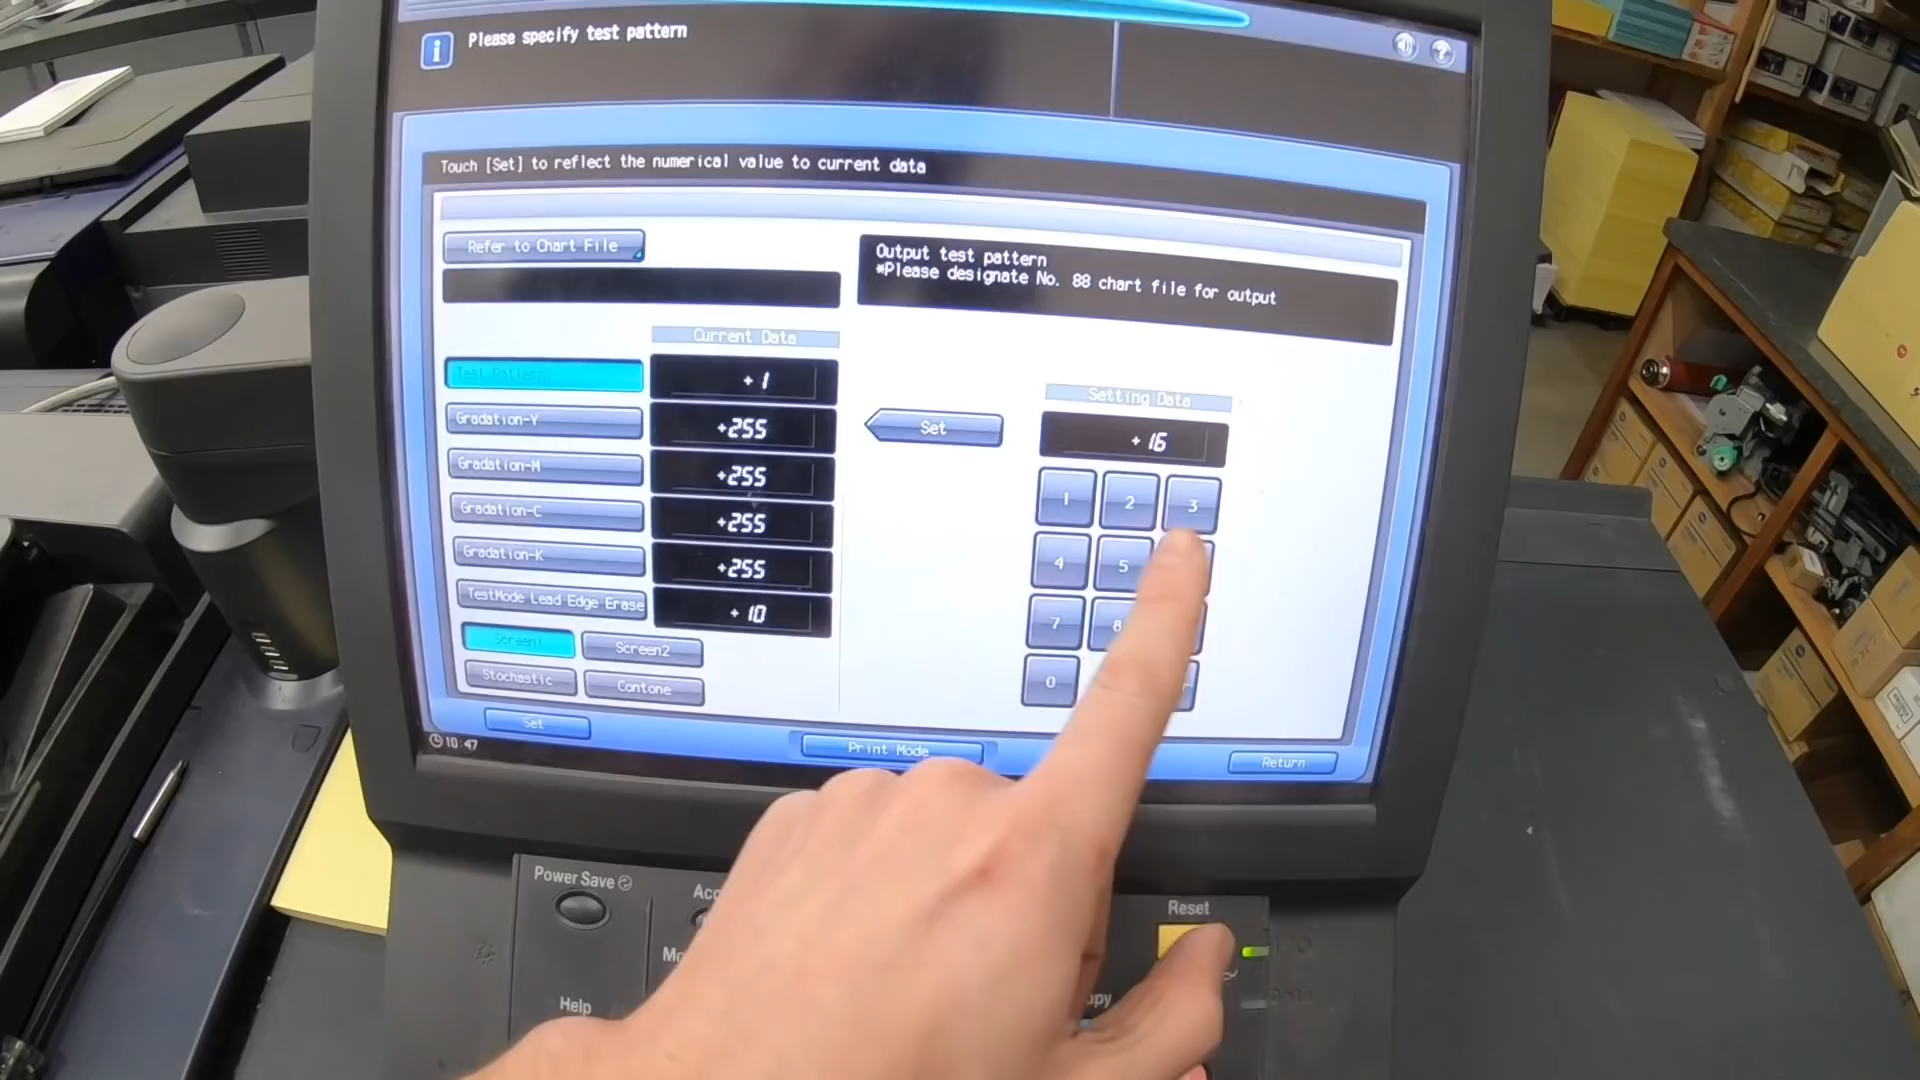 Please specify test pattern
Touch [Set] to reflect the numerical value to current data
Refer to Chart File
Output test pattern
*Please designate No. 88 chart file for output
Current Data
Test Pattern
+1
Gradation-Y
+255
Gradation-M
+255
Gradation-C
+255
Gradation-K
+255
TestMode Lead Edge Erase
+10
Screen1
Screen2
Stochastic
Contone
Set
Setting Data
+16
1 2 3
4 5
7 8
0
Set
Print Mode
Return
10:47
Power Save
Reset
Help